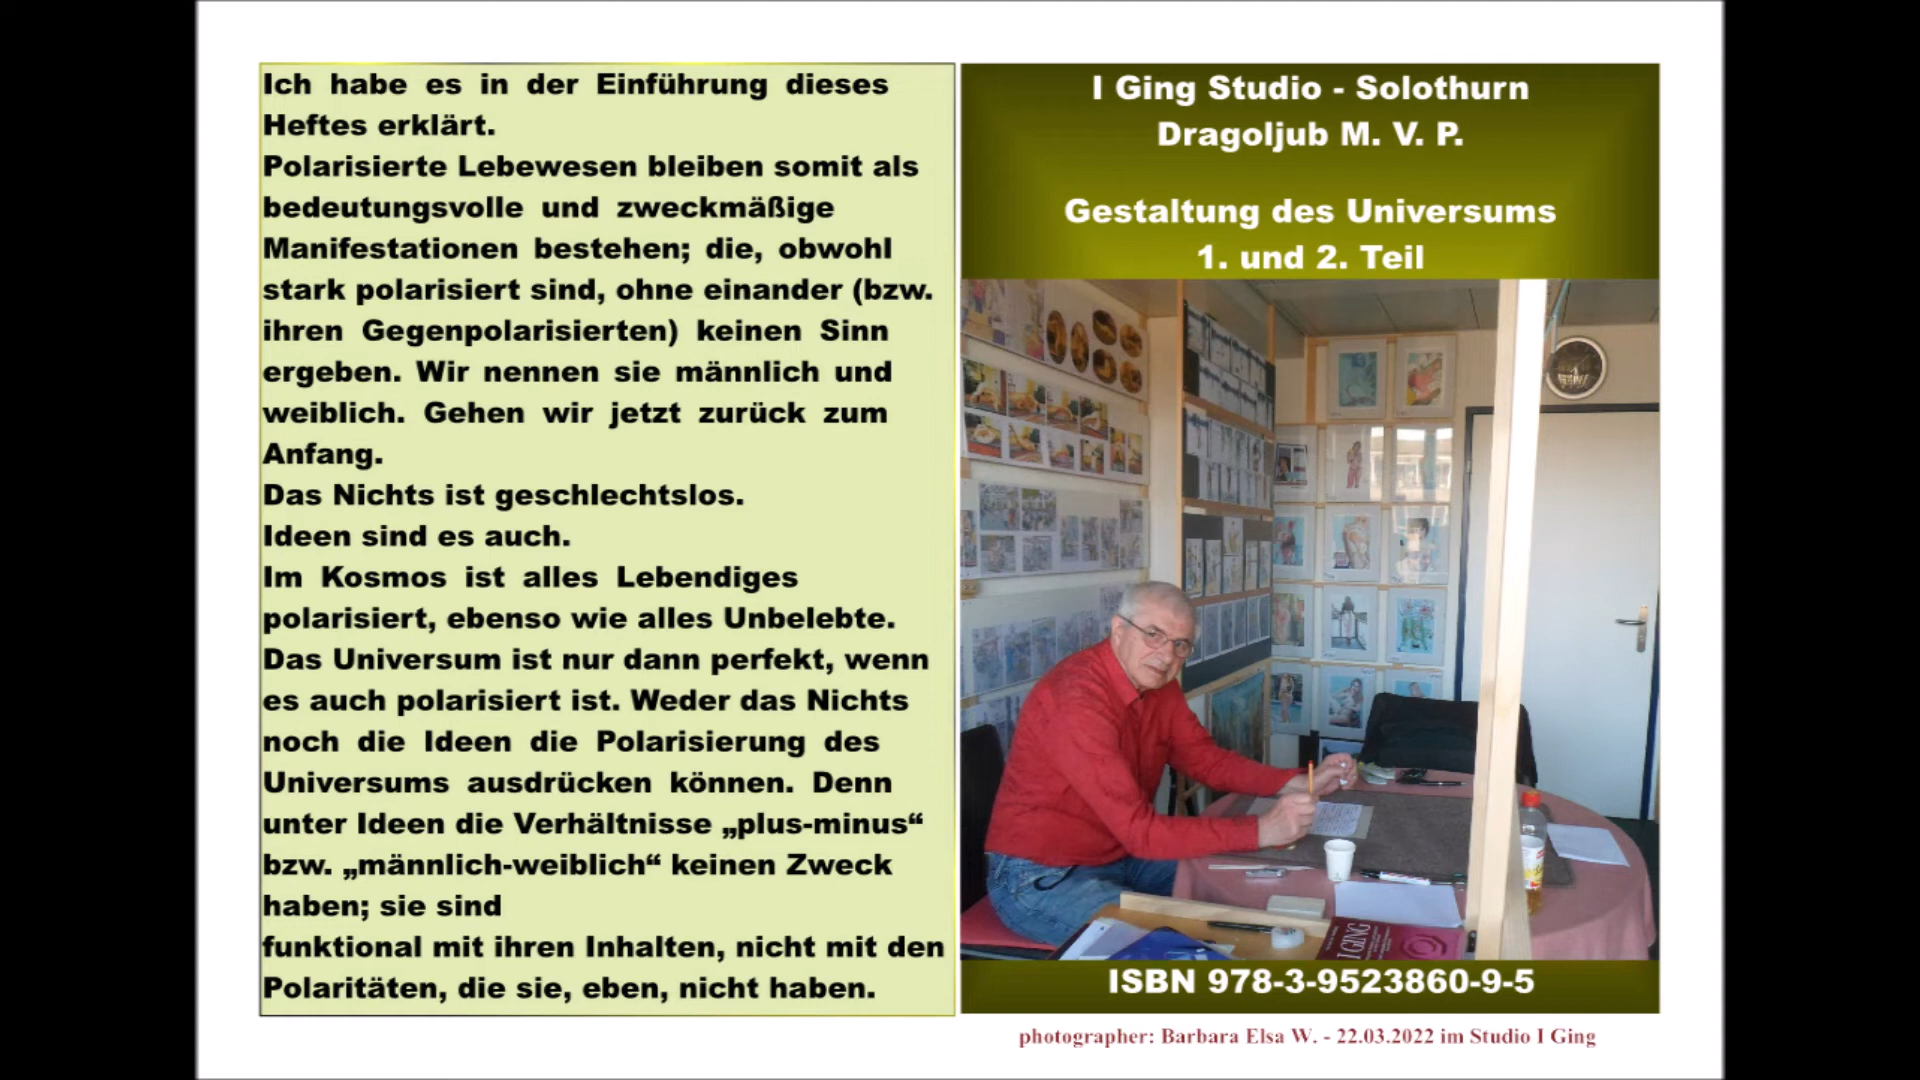 Ich habe es in der Einführung dieses
Heftes erklärt.
Polarisierte Lebewesen bleiben somit als
bedeutungsvolle und zweckmäßige
Manifestationen bestehen; die, obwohl
stark polarisiert sind, ohne einander (bzw.
ihren Gegenpolarisierten) keinen Sinn
ergeben. Wir nennen sie männlich und
weiblich. Gehen wir jetzt zurück zum
Anfang.
Das Nichts ist geschlechtslos.
Ideen sind es auch.
Im Kosmos ist alles Lebendiges
polarisiert, ebenso wie alles Unbelebte.
Das Universum ist nur dann perfekt, wenn
es auch polarisiert ist. Weder das Nichts
noch die Ideen die Polarisierung des
Universums ausdrücken können. Denn
unter Ideen die Verhältnisse „plus-minus“
bzw. „männlich-weiblich“ keinen Zweck
haben; sie sind
funktional mit ihren Inhalten, nicht mit den
Polaritäten, die sie, eben, nicht haben.
I Ging Studio - Solothurn
Dragoljub M. V. P.
Gestaltung des Universums
1. und 2. Teil
I GING
ISBN 978-3-9523860-9-5
photographer: Barbara Elsa W. - 22.03.2022 im Studio I Ging